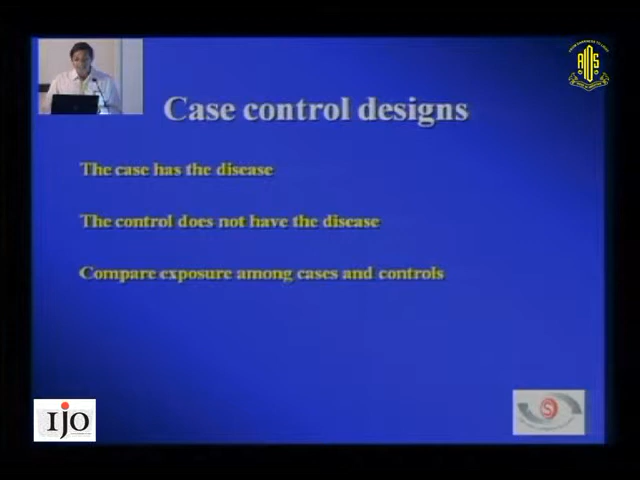 Case control designs
The case has the disease
The control does not have the disease
Compare exposure among cases and controls
IJO
AIOS
S